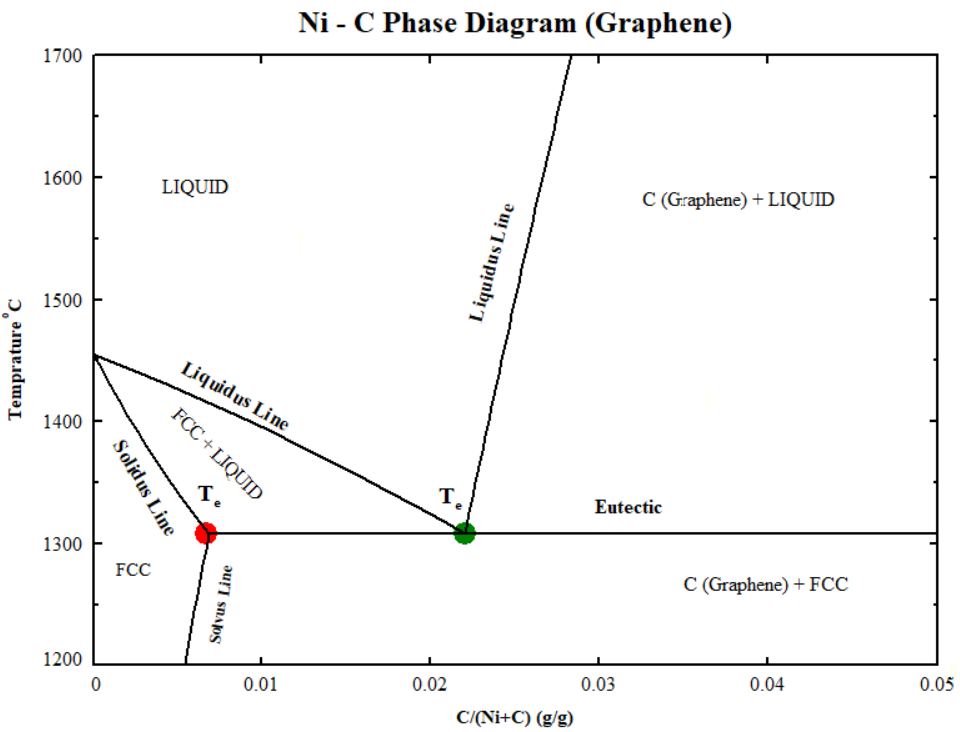 Ni - C Phase Diagram (Graphene)
1700
1600
1500
1400
1300
1200
Temprature °C
LIQUID
C (Graphene) + LIQUID
Liquidus Line
Liquidus Line
FCC + LIQUID
Solidus Line
Te
Te
Eutectic
FCC
Solvus Line
C (Graphene) + FCC
0
0.01
0.02
0.03
0.04
0.05
C/(Ni+C) (g/g)